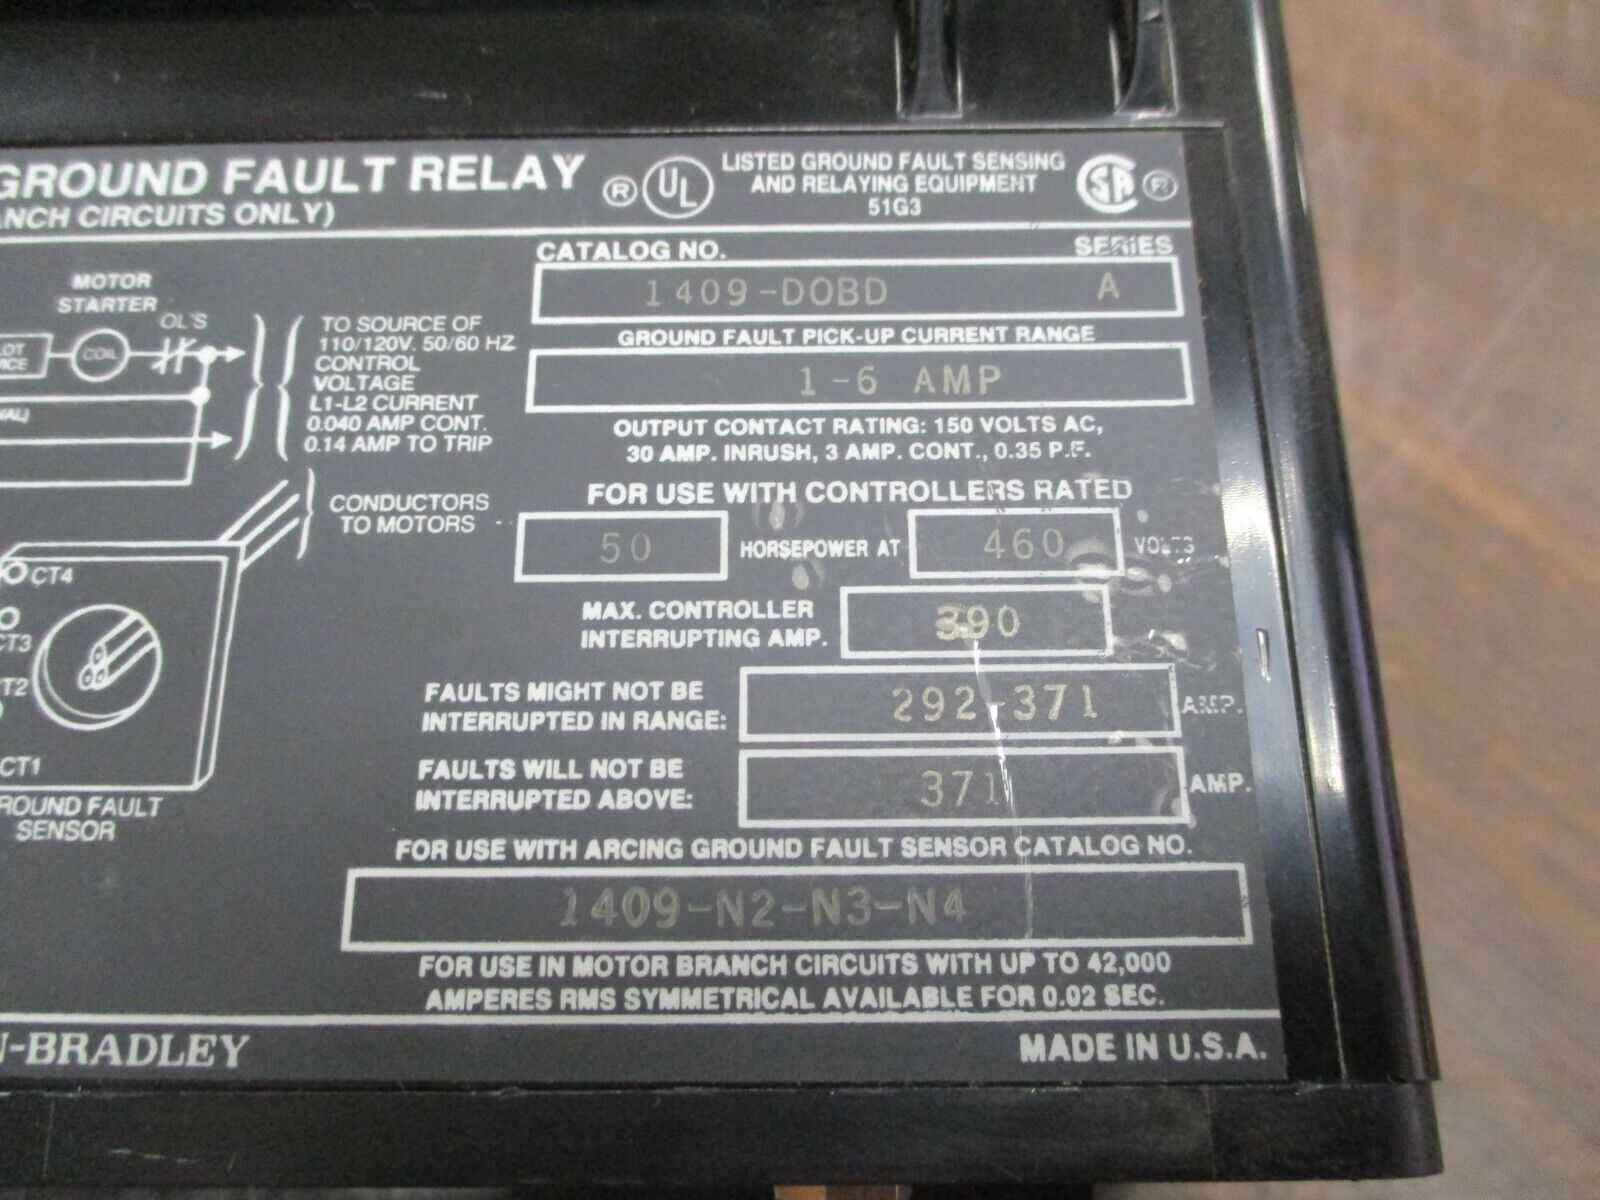 GROUND FAULT RELAY
ANCH CIRCUITS ONLY)
® UL LISTED GROUND FAULT SENSING
AND RELAYING EQUIPMENT
51G3
SA ®
CATALOG NO. SERIES
1409-DOBD A
GROUND FAULT PICK-UP CURRENT RANGE
1-6 AMP
OUTPUT CONTACT RATING: 150 VOLTS AC,
30 AMP. INRUSH, 3 AMP. CONT., 0.35 P.F.
FOR USE WITH CONTROLLERS RATED
50 HORSEPOWER AT 460 VOLTS
MAX. CONTROLLER
INTERRUPTING AMP.
390
FAULTS MIGHT NOT BE
INTERRUPTED IN RANGE:
292-371 AMP.
FAULTS WILL NOT BE
INTERRUPTED ABOVE:
371 AMP.
FOR USE WITH ARCING GROUND FAULT SENSOR CATALOG NO.
1409-N2-N3-N4
FOR USE IN MOTOR BRANCH CIRCUITS WITH UP TO 42,000
AMPERES RMS SYMMETRICAL AVAILABLE FOR 0.02 SEC.
MOTOR
STARTER
OL'S
COIL
TO SOURCE OF
110/120V. 50/60 HZ
CONTROL
VOLTAGE
L1-L2 CURRENT
0.040 AMP CONT.
0.14 AMP TO TRIP
CONDUCTORS
TO MOTORS
CT4
CT3
CT2
CT1
ROUND FAULT
SENSOR
N-BRADLEY
MADE IN U.S.A.